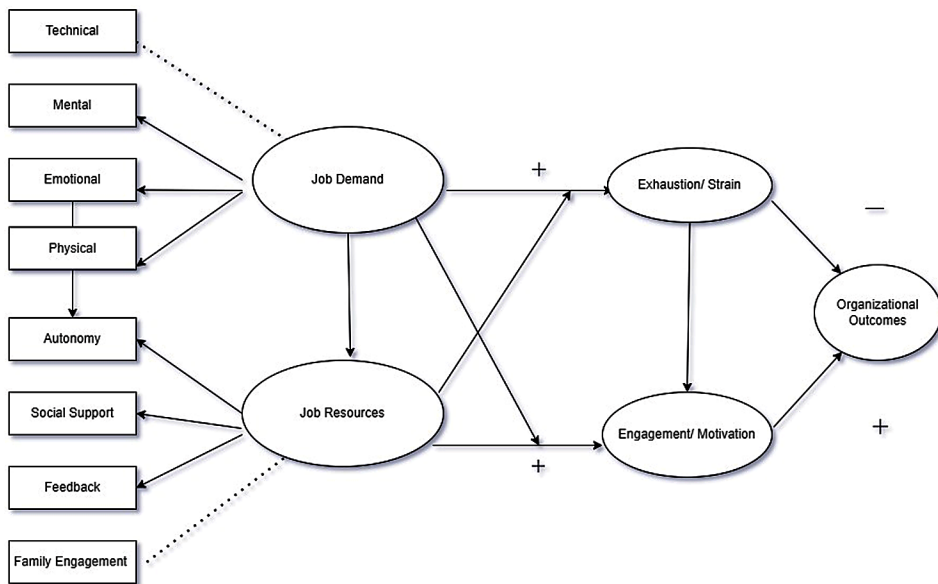 Technical
Mental
Emotional
Physical
Autonomy
Social Support
Feedback
Family Engagement
Job Demand
Job Resources
+
+
Exhaustion/ Strain
Engagement/ Motivation
—
+
Organizational
Outcomes